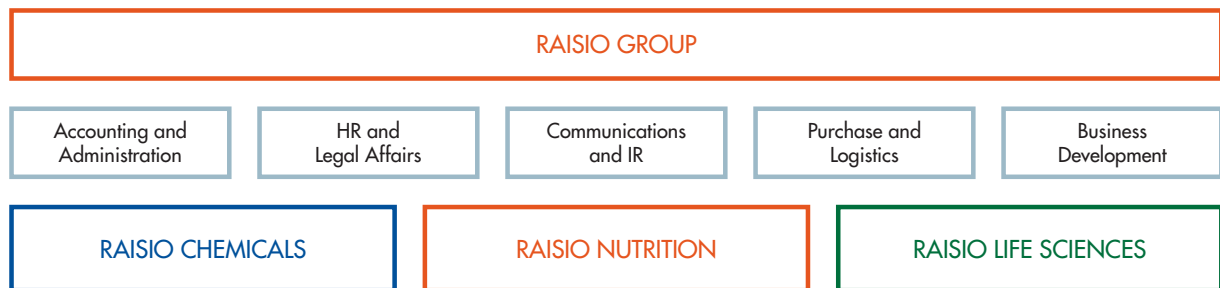 RAISIO GROUP
Accounting and
Administration
HR and
Legal Affairs
Communications
and IR
Purchase and
Logistics
Business
Development
RAISIO CHEMICALS
RAISIO NUTRITION
RAISIO LIFE SCIENCES